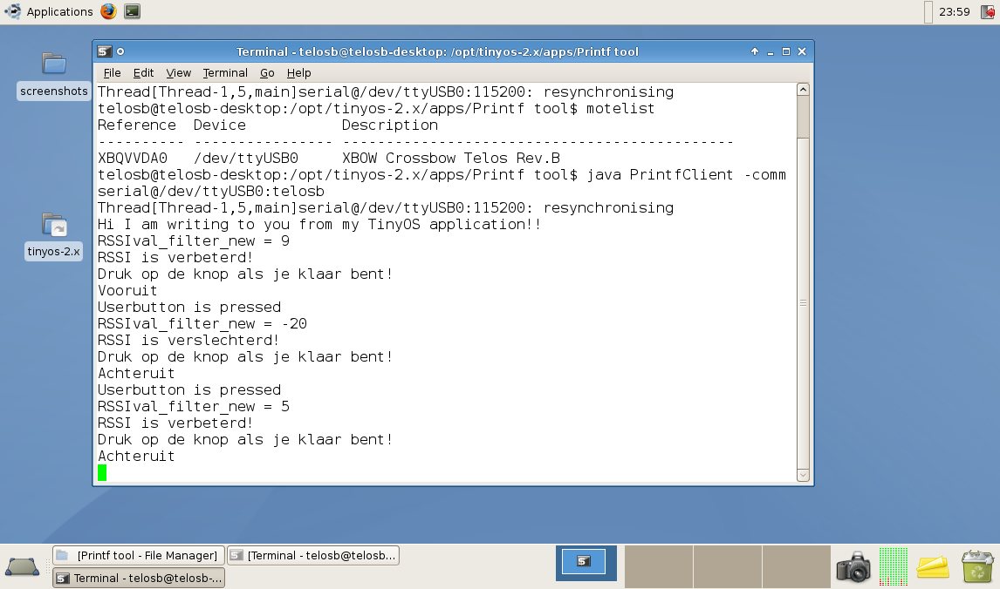 Applications
23:59
screenshots
tinyos-2.x
Terminal - telosb@telosb-desktop: /opt/tinyos-2.x/apps/Printf tool
File Edit View Terminal Go Help
Thread[Thread-1,5,main]serial@/dev/ttyUSB0:115200: resynchronising
telosb@telosb-desktop:/opt/tinyos-2.x/apps/Printf tool$ motelist
Reference  Device           Description
---------- ---------------- ---------------------------------------------
XBQVVDA0   /dev/ttyUSB0     XBOW Crossbow Telos Rev.B
telosb@telosb-desktop:/opt/tinyos-2.x/apps/Printf tool$ java PrintfClient -comm
serial@/dev/ttyUSB0:telosb
Thread[Thread-1,5,main]serial@/dev/ttyUSB0:115200: resynchronising
Hi I am writing to you from my TinyOS application!!
RSSIval_filter_new = 9
RSSI is verbeterd!
Druk op de knop als je klaar bent!
Vooruit
Userbutton is pressed
RSSIval_filter_new = -20
RSSI is verslechterd!
Druk op de knop als je klaar bent!
Achteruit
Userbutton is pressed
RSSIval_filter_new = 5
RSSI is verbeterd!
Druk op de knop als je klaar bent!
Achteruit
[Printf tool - File Manager]
[Terminal - telosb@telosb...
Terminal - telosb@telosb-...